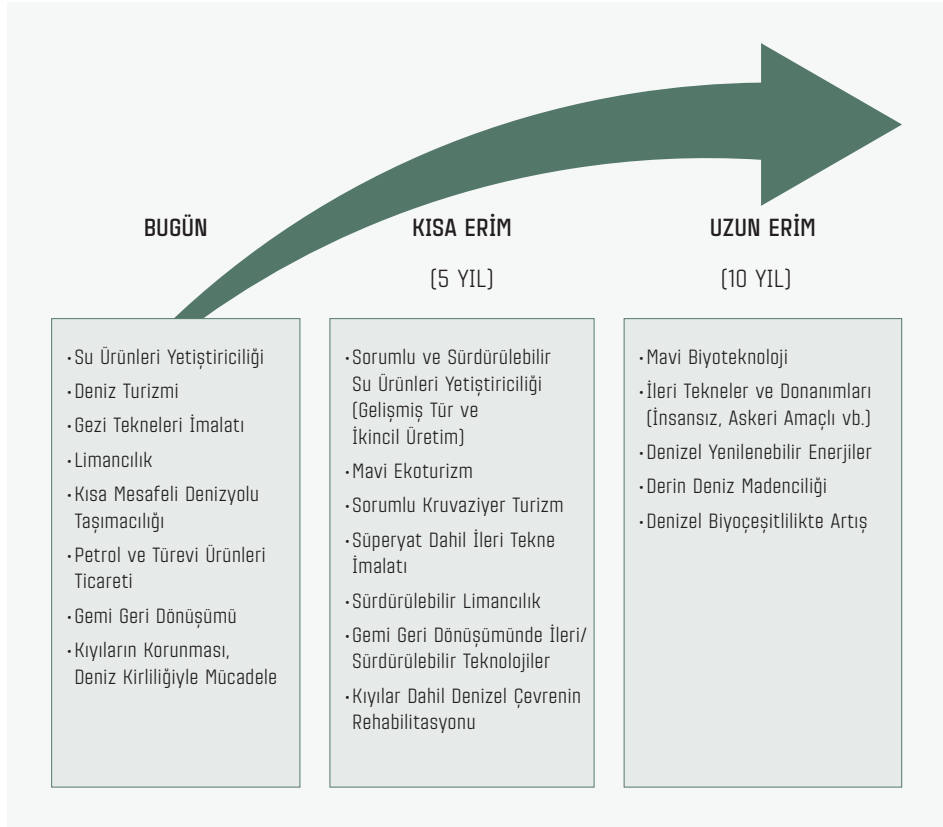 BUGÜN
·Su Ürünleri Yetiştiriciliği
·Deniz Turizmi
·Gezi Tekneleri İmalatı
·Limancılık
·Kısa Mesafeli Denizyolu
Taşımacılığı
·Petrol ve Türevi Ürünleri
Ticareti
·Gemi Geri Dönüşümü
·Kıyıların Korunması,
Deniz Kirliliğiyle Mücadele
KISA ERİM
(5 YIL)
·Sorumlu ve Sürdürülebilir
Su Ürünleri Yetiştiriciliği
(Gelişmiş Tür ve
İkincil Üretim)
·Mavi Ekoturizm
·Sorumlu Kruvaziyer Turizm
·Süperyat Dahil İleri Tekne
İmalatı
·Sürdürülebilir Limancılık
·Gemi Geri Dönüşümünde İleri/
Sürdürülebilir Teknolojiler
·Kıyılar Dahil Denizel Çevrenin
Rehabilitasyonu
UZUN ERİM
(10 YIL)
·Mavi Biyoteknoloji
·İleri Tekneler ve Donanımları
(İnsansız, Askeri Amaçlı vb.)
·Denizel Yenilenebilir Enerjiler
·Derin Deniz Madenciliği
·Denizel Biyoçeşitlilikte Artış